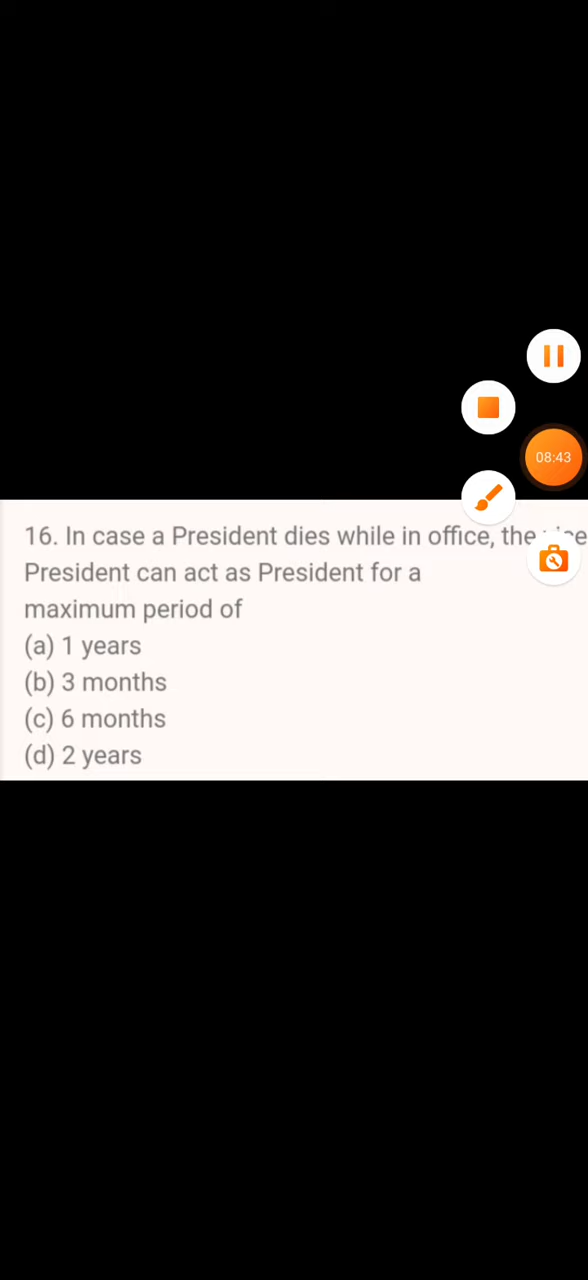 08:43
16. In case a President dies while in office, the
President can act as President for a
maximum period of
(a) 1 years
(b) 3 months
(c) 6 months
(d) 2 years